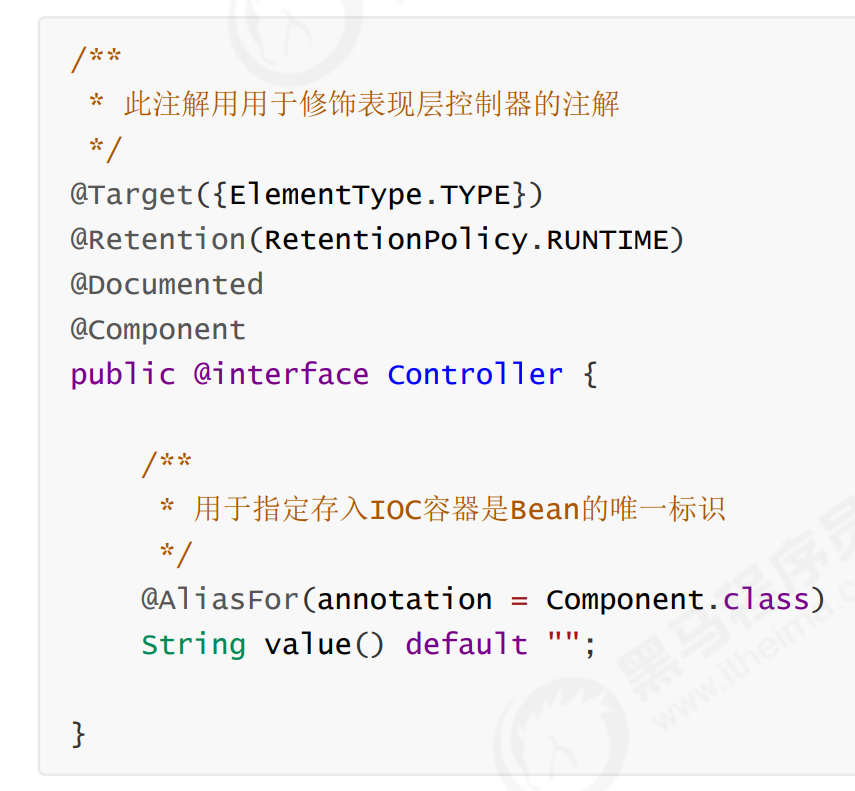 /**
 * 此注解用用于修饰表现层控制器的注解
 */
@Target({ElementType.TYPE})
@Retention(RetentionPolicy.RUNTIME)
@Documented
@Component
public @interface Controller {
    /**
     * 用于指定存入IOC容器是Bean的唯一标识
     */
    @AliasFor(annotation = Component.class)
    String value() default "";
}
黑马程序员
www.itheima.c